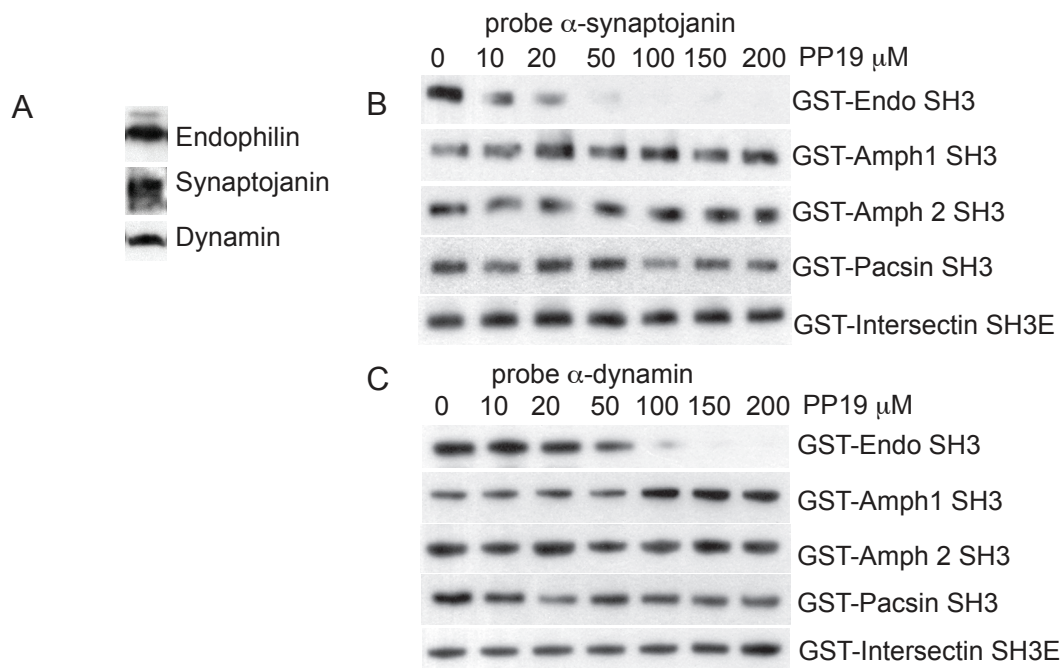 A
Endophilin
Synaptojanin
Dynamin
B
probe α-synaptojanin
0 10 20 50 100 150 200 PP19 μM
GST-Endo SH3
GST-Amph1 SH3
GST-Amph 2 SH3
GST-Pacsin SH3
GST-Intersectin SH3E
C
probe α-dynamin
0 10 20 50 100 150 200 PP19 μM
GST-Endo SH3
GST-Amph1 SH3
GST-Amph 2 SH3
GST-Pacsin SH3
GST-Intersectin SH3E